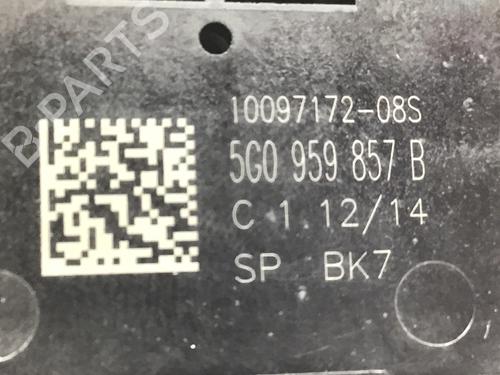 B-PARTS
10097172-08S
5G0 959 857 B
C 1 12/14
SP BK7